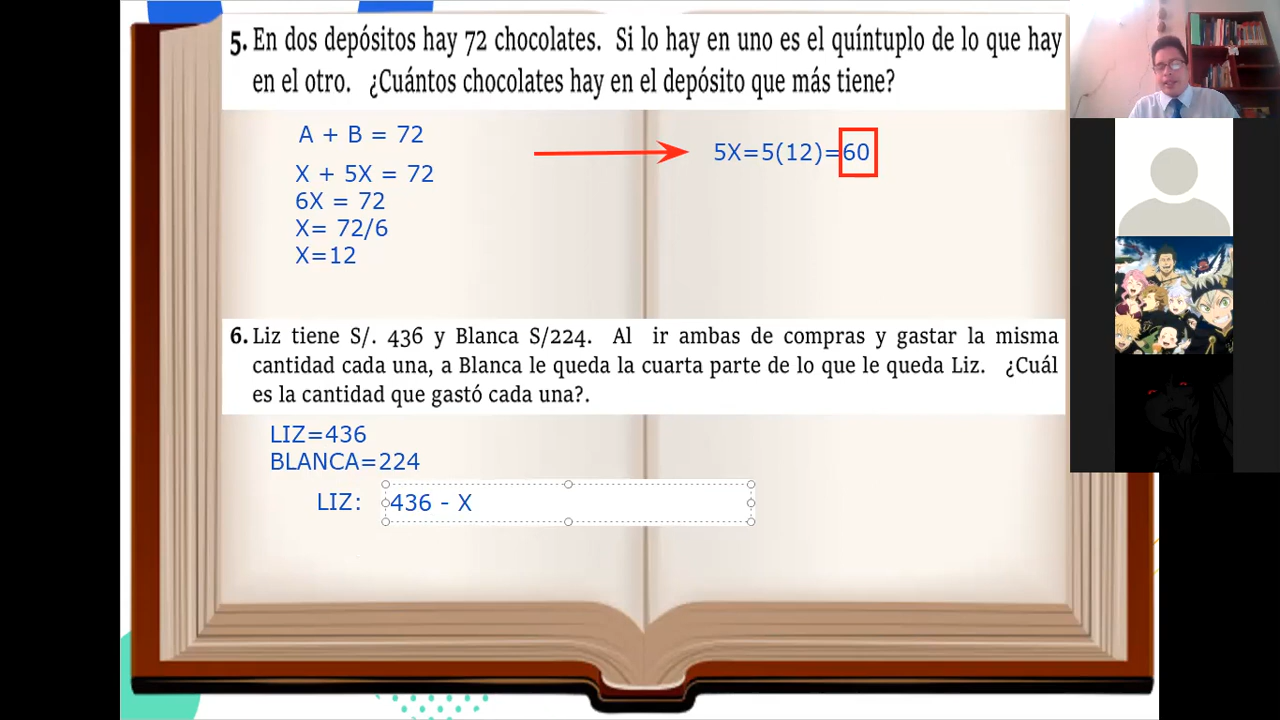 5. En dos depósitos hay 72 chocolates. Si lo hay en uno es el quíntuplo de lo que hay
en el otro. ¿Cuántos chocolates hay en el depósito que más tiene?
A + B = 72
X + 5X = 72
6X = 72
X= 72/6
X=12
5X=5(12)=60
6. Liz tiene S/. 436 y Blanca S/224. Al ir ambas de compras y gastar la misma
cantidad cada una, a Blanca le queda la cuarta parte de lo que le queda Liz. ¿Cuál
es la cantidad que gastó cada una?.
LIZ=436
BLANCA=224
LIZ: 436 - X